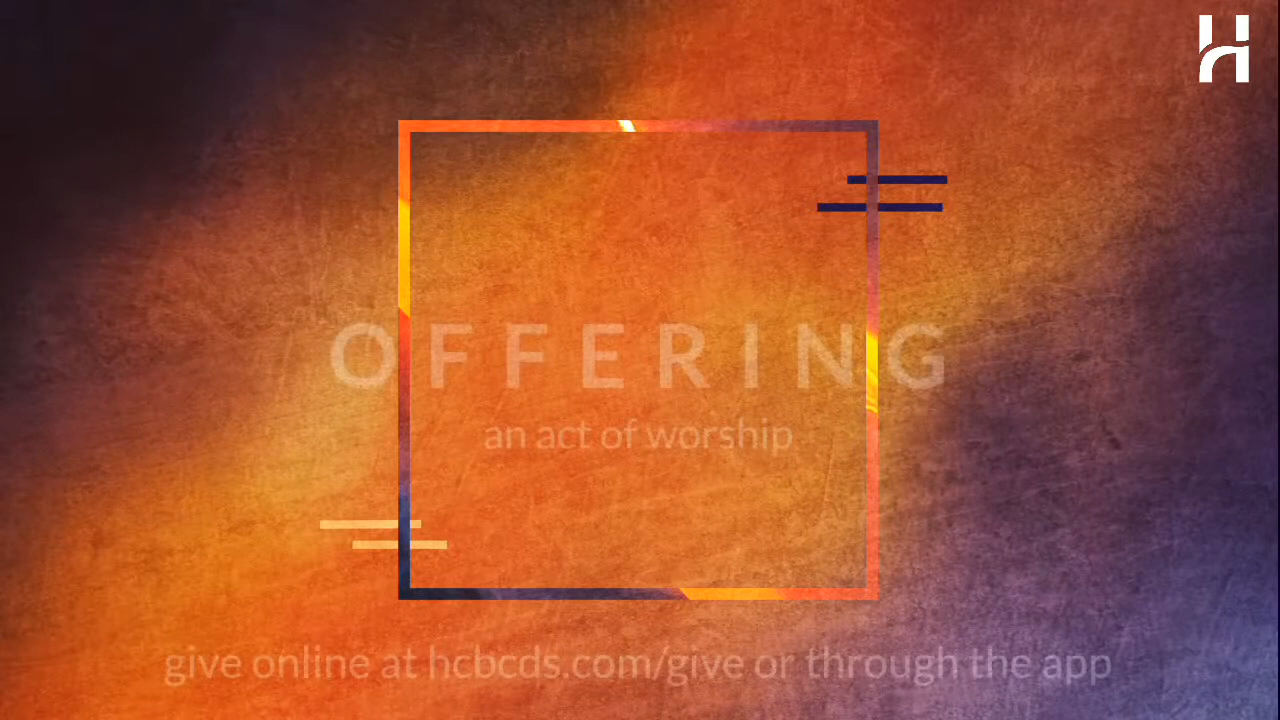 H
OFFERING
an act of worship
give online at hcbcds.com/give or through the app